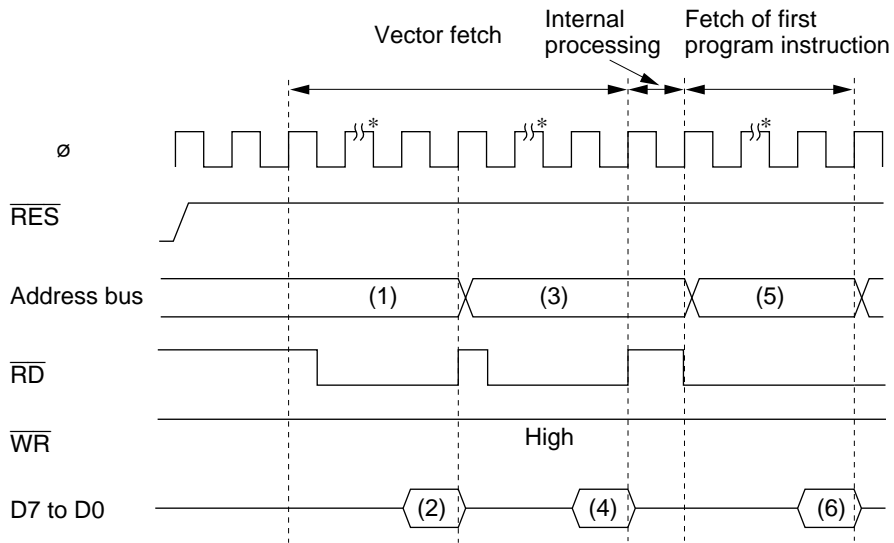 Vector fetch
Internal processing
Fetch of first program instruction
ø
*
*
*
RES
Address bus
(1)
(3)
(5)
RD
WR
High
D7 to D0
(2)
(4)
(6)